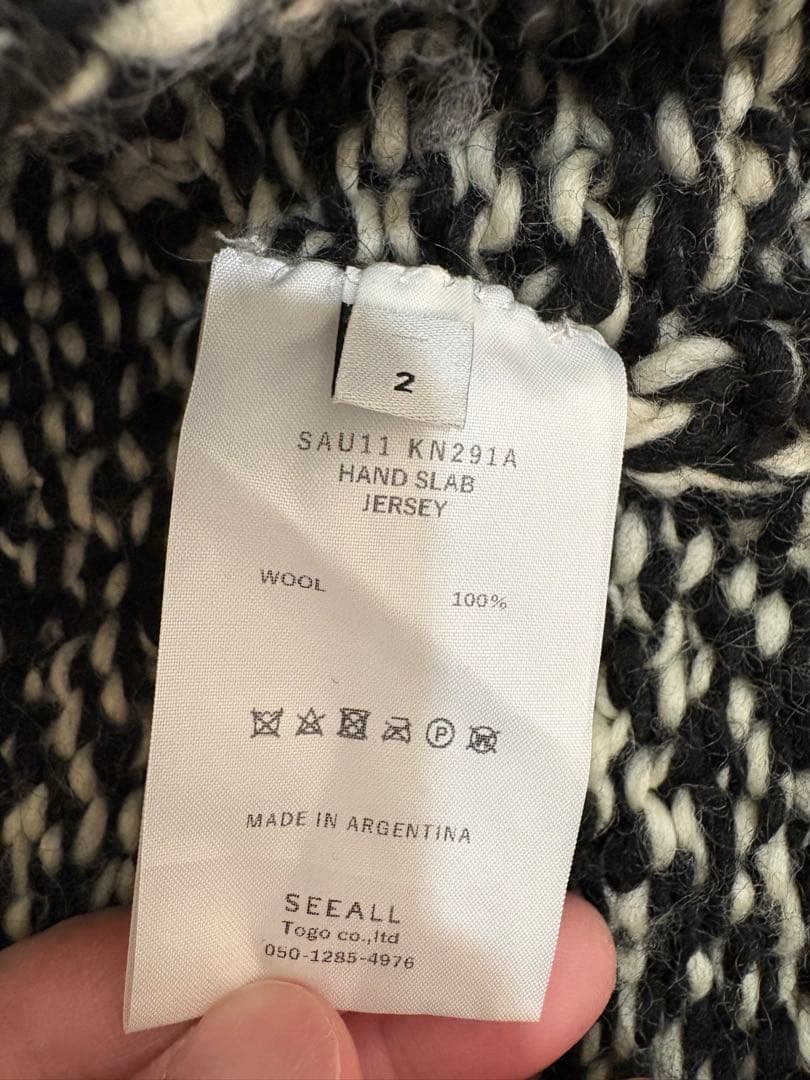 2
SAU11 KN291A
HAND SLAB
JERSEY
WOOL 100%
P
W
MADE IN ARGENTINA
SEEALL
Togo co.,ltd
050-1285-4976